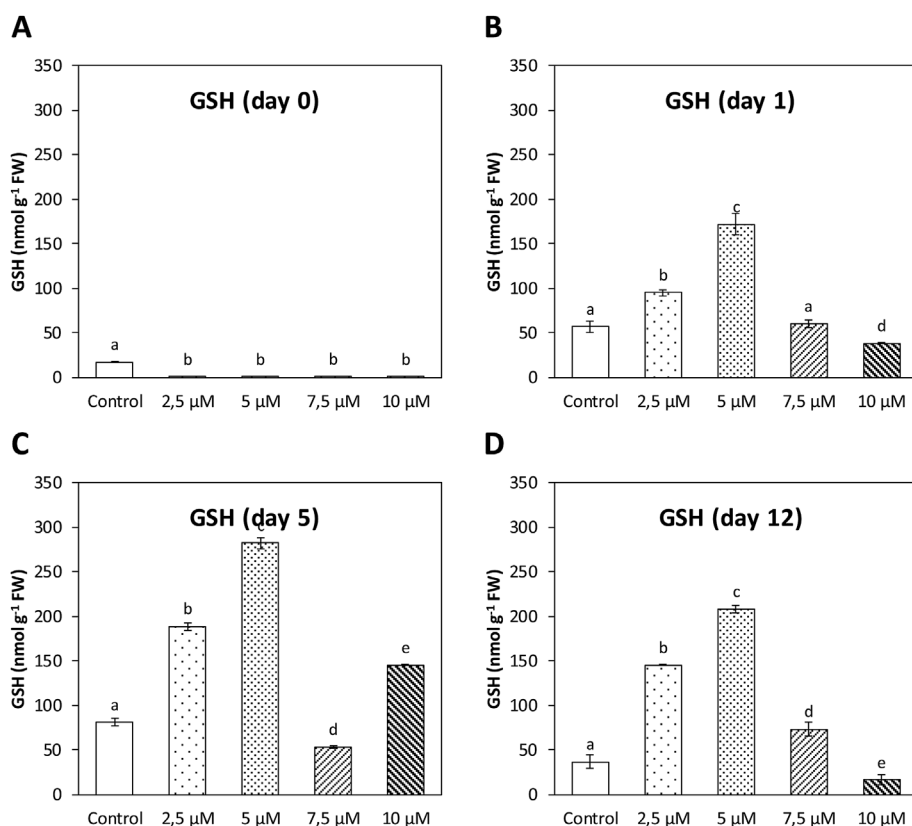 A
GSH (day 0)
GSH (nmol g⁻¹ FW)
350
300
250
200
150
100
50
0
a
b
b
b
b
Control 2,5 µM 5 µM 7,5 µM 10 µM
B
GSH (day 1)
GSH (nmol g⁻¹ FW)
350
300
250
200
150
100
50
0
a
b
c
a
d
Control 2,5 µM 5 µM 7,5 µM 10 µM
C
GSH (day 5)
GSH (nmol g⁻¹ FW)
350
300
250
200
150
100
50
0
a
b
c
d
e
Control 2,5 µM 5 µM 7,5 µM 10 µM
D
GSH (day 12)
GSH (nmol g⁻¹ FW)
350
300
250
200
150
100
50
0
a
b
c
d
e
Control 2,5 µM 5 µM 7,5 µM 10 µM